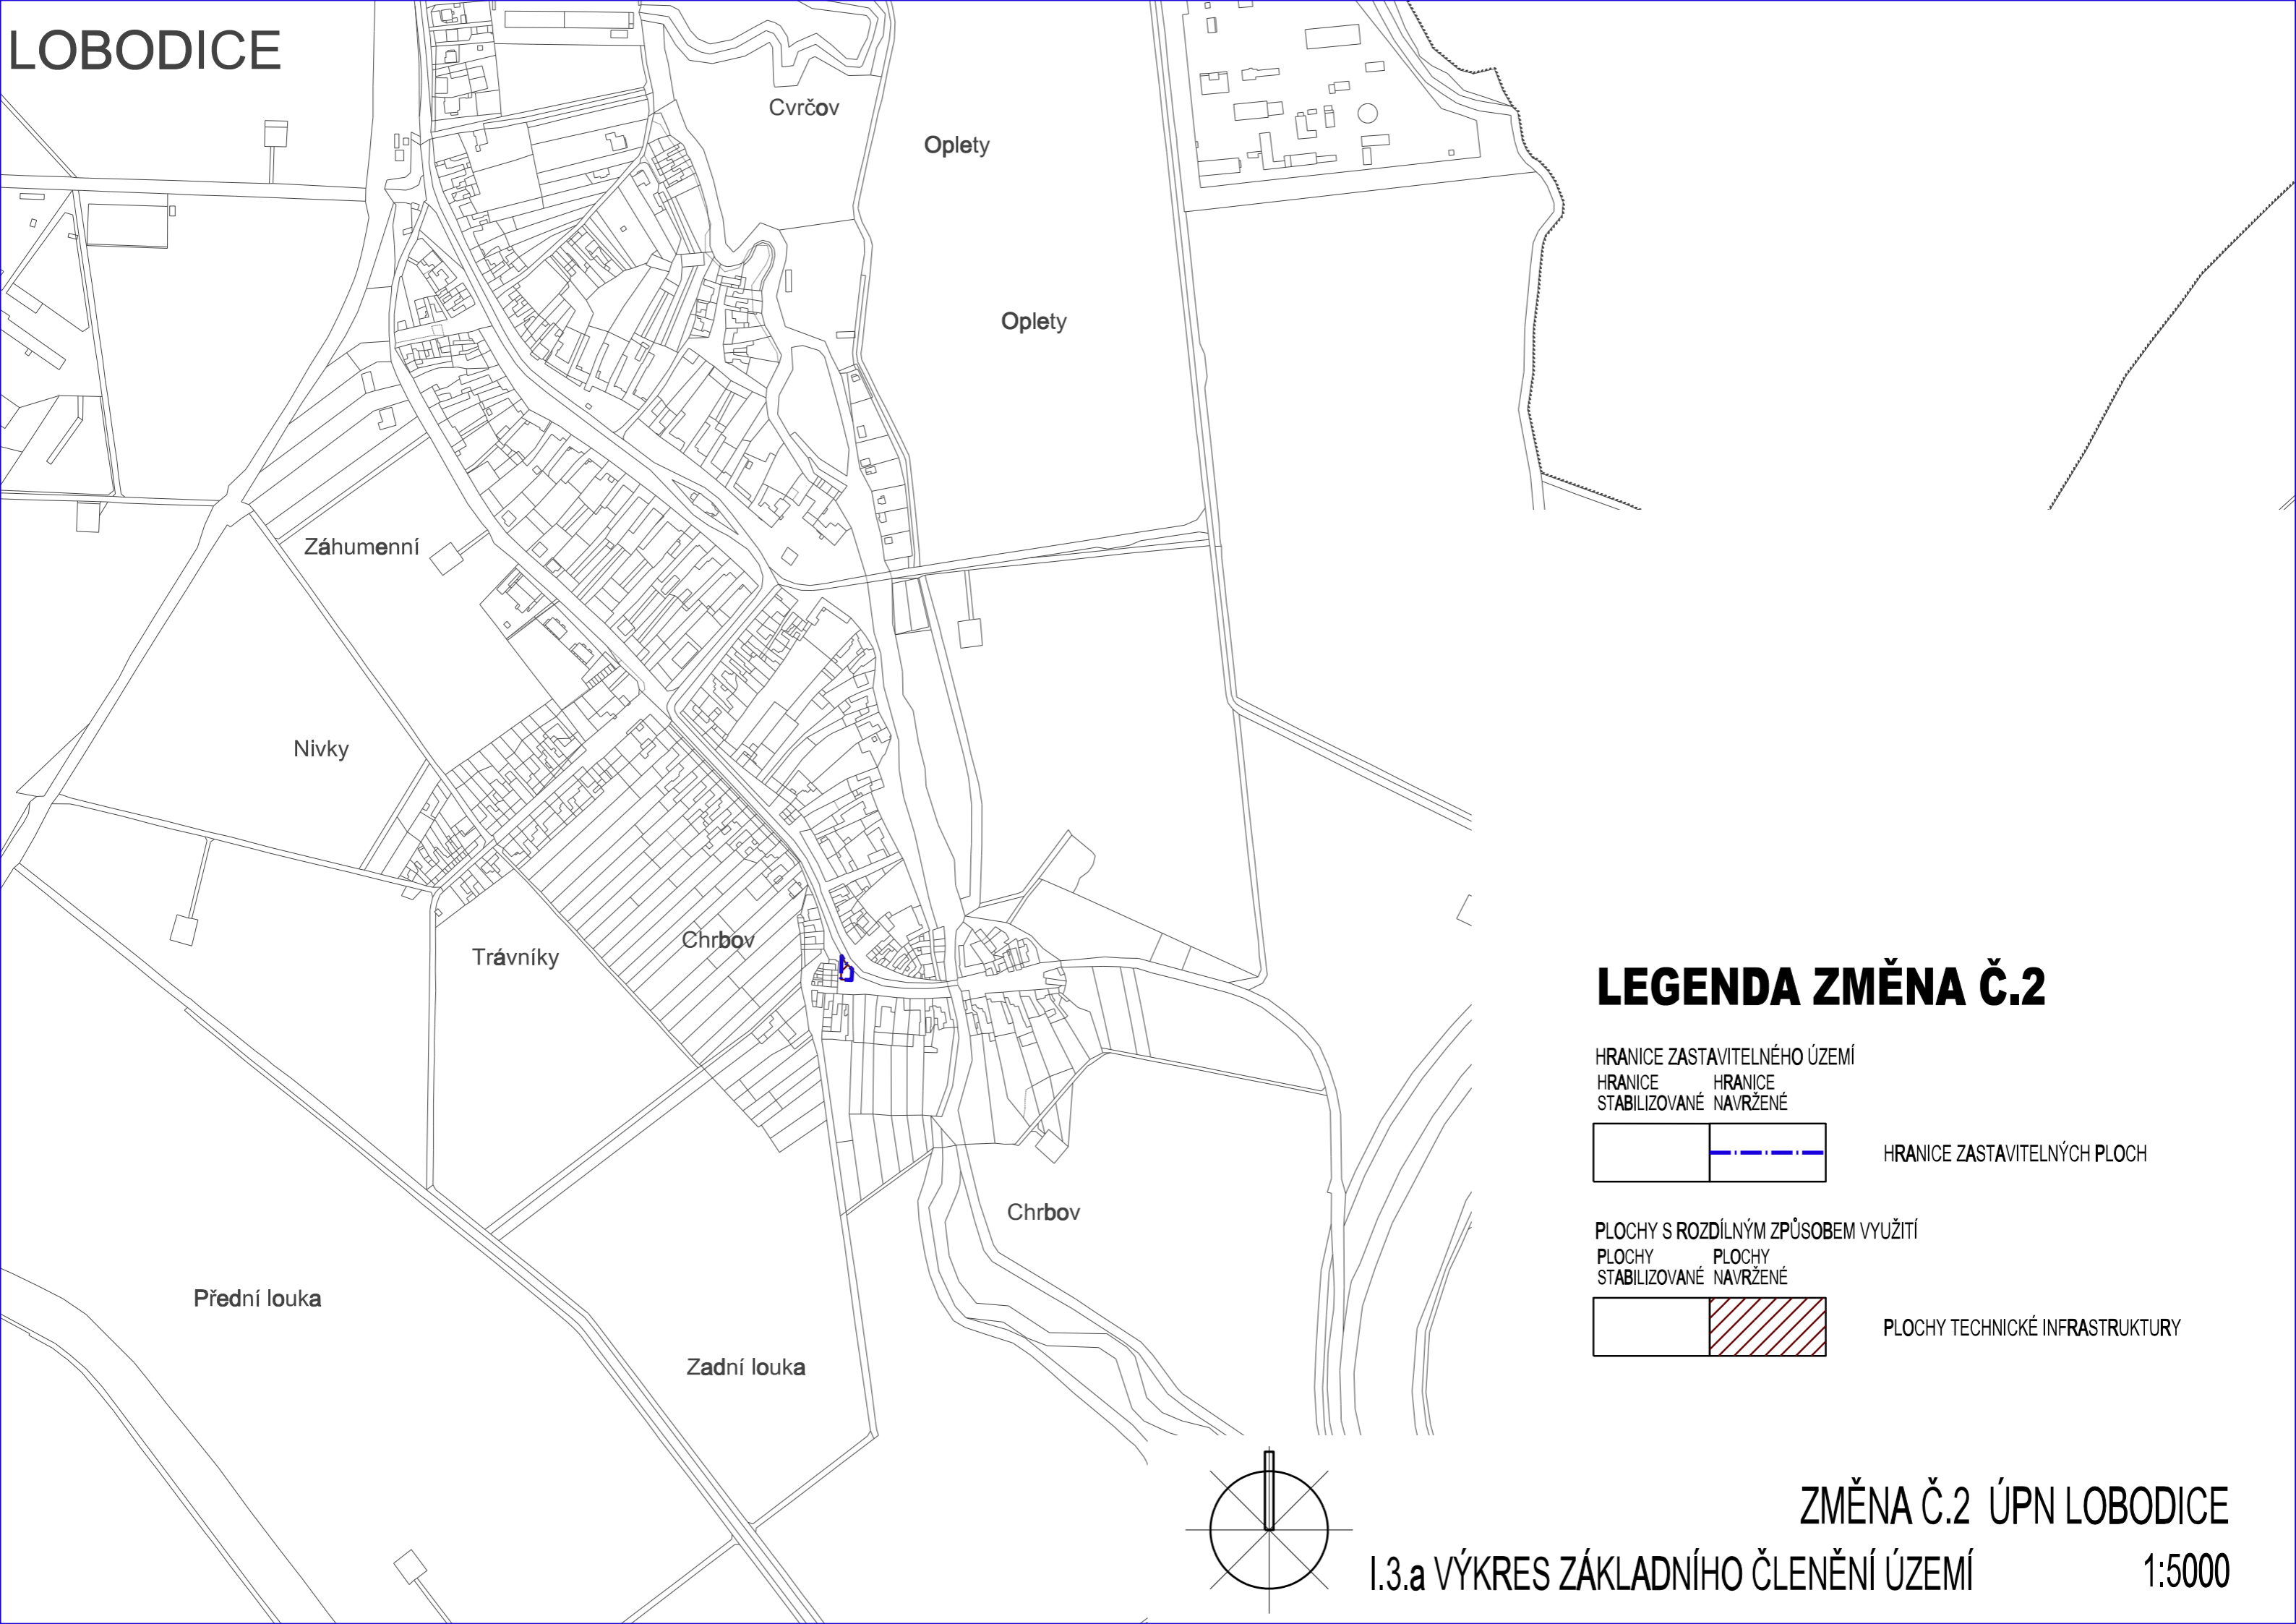 LOBODICE
Cvrčov
Oplety
Oplety
Záhumenní
Nivky
Chrbov
Trávníky
Chrbov
Přední louka
Zadní louka
LEGENDA ZMĚNA Č.2
HRANICE ZASTAVITELNÉHO ÚZEMÍ
HRANICE HRANICE
STABILIZOVANÉ NAVRŽENÉ
HRANICE ZASTAVITELNÝCH PLOCH
PLOCHY S ROZDÍLNÝM ZPŮSOBEM VYUŽITÍ
PLOCHY PLOCHY
STABILIZOVANÉ NAVRŽENÉ
PLOCHY TECHNICKÉ INFRASTRUKTURY
ZMĚNA Č.2 ÚPN LOBODICE
I.3.a VÝKRES ZÁKLADNÍHO ČLENĚNÍ ÚZEMÍ 1:5000